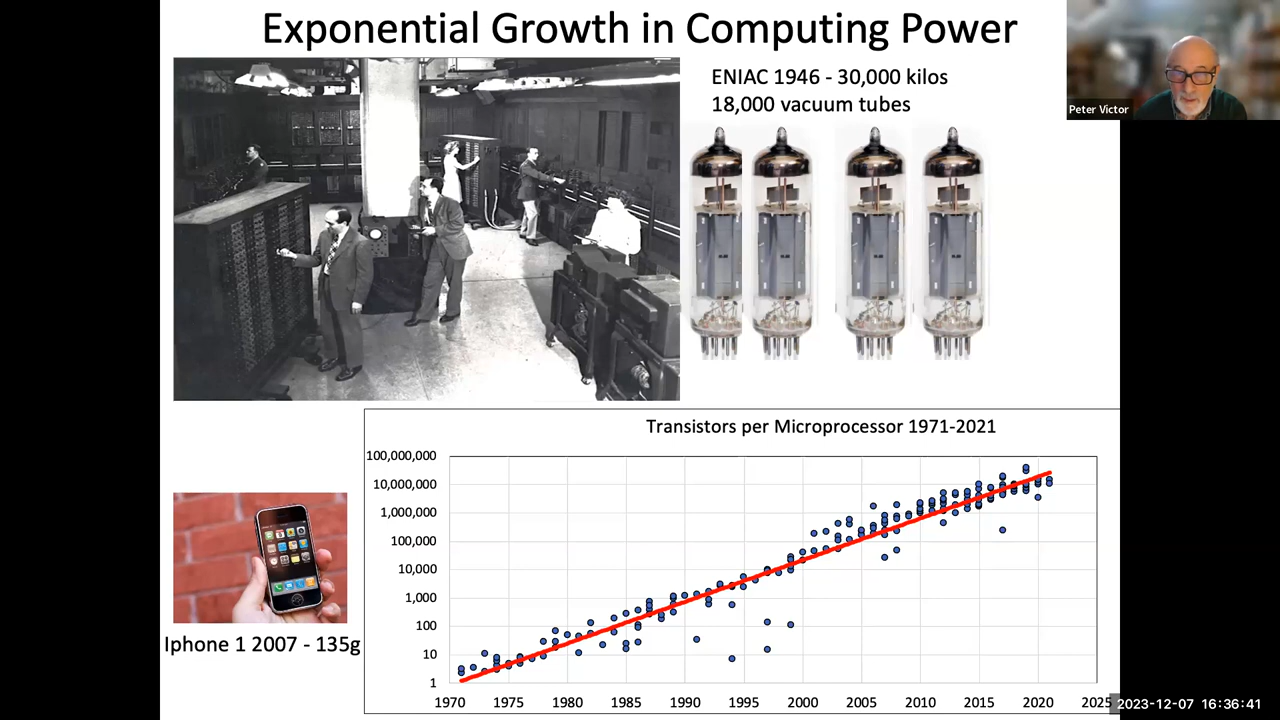 Exponential Growth in Computing Power
ENIAC 1946 - 30,000 kilos
18,000 vacuum tubes
Peter Victor
Transistors per Microprocessor 1971-2021
100,000,000
10,000,000
1,000,000
100,000
10,000
1,000
100
10
1
1970 1975 1980 1985 1990 1995 2000 2005 2010 2015 2020 2025
Iphone 1 2007 - 135g
2023-12-07 16:36:41